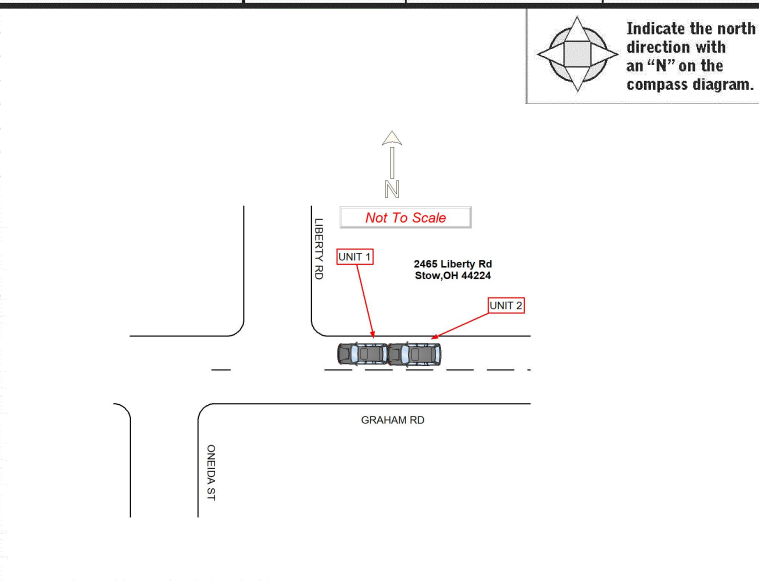 Indicate the north
direction with
an “N” on the
compass diagram.
N
Not To Scale
LIBERTY RD
UNIT 1
2465 Liberty Rd
Stow,OH 44224
UNIT 2
GRAHAM RD
ONEIDA ST